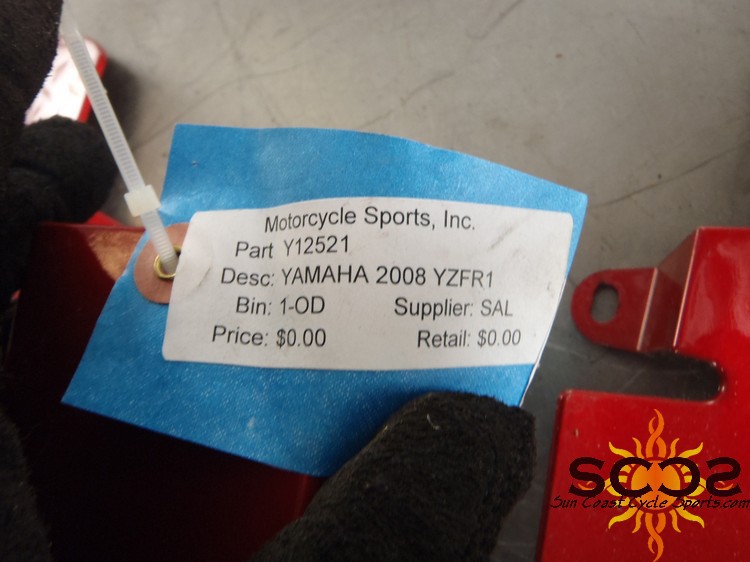 Motorcycle Sports, Inc.
Part Y12521
Desc: YAMAHA 2008 YZFR1
Bin: 1-OD Supplier: SAL
Price: $0.00 Retail: $0.00
SCCS
Sun Coast Cycle Sports.com